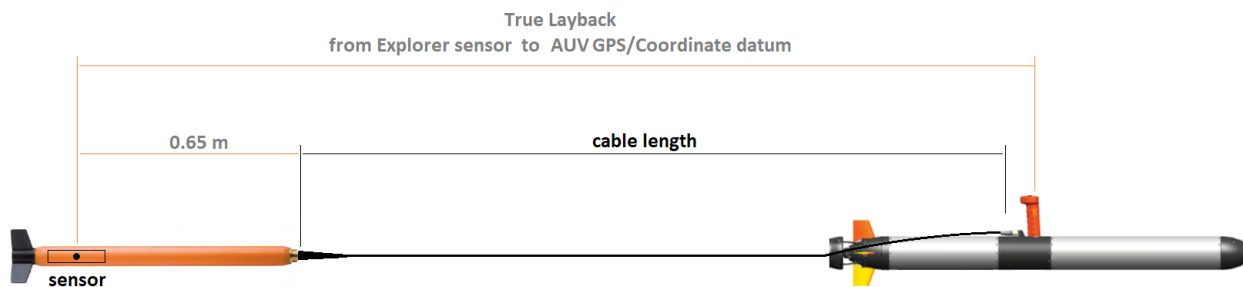 True Layback
from Explorer sensor to AUV GPS/Coordinate datum
0.65 m
cable length
sensor